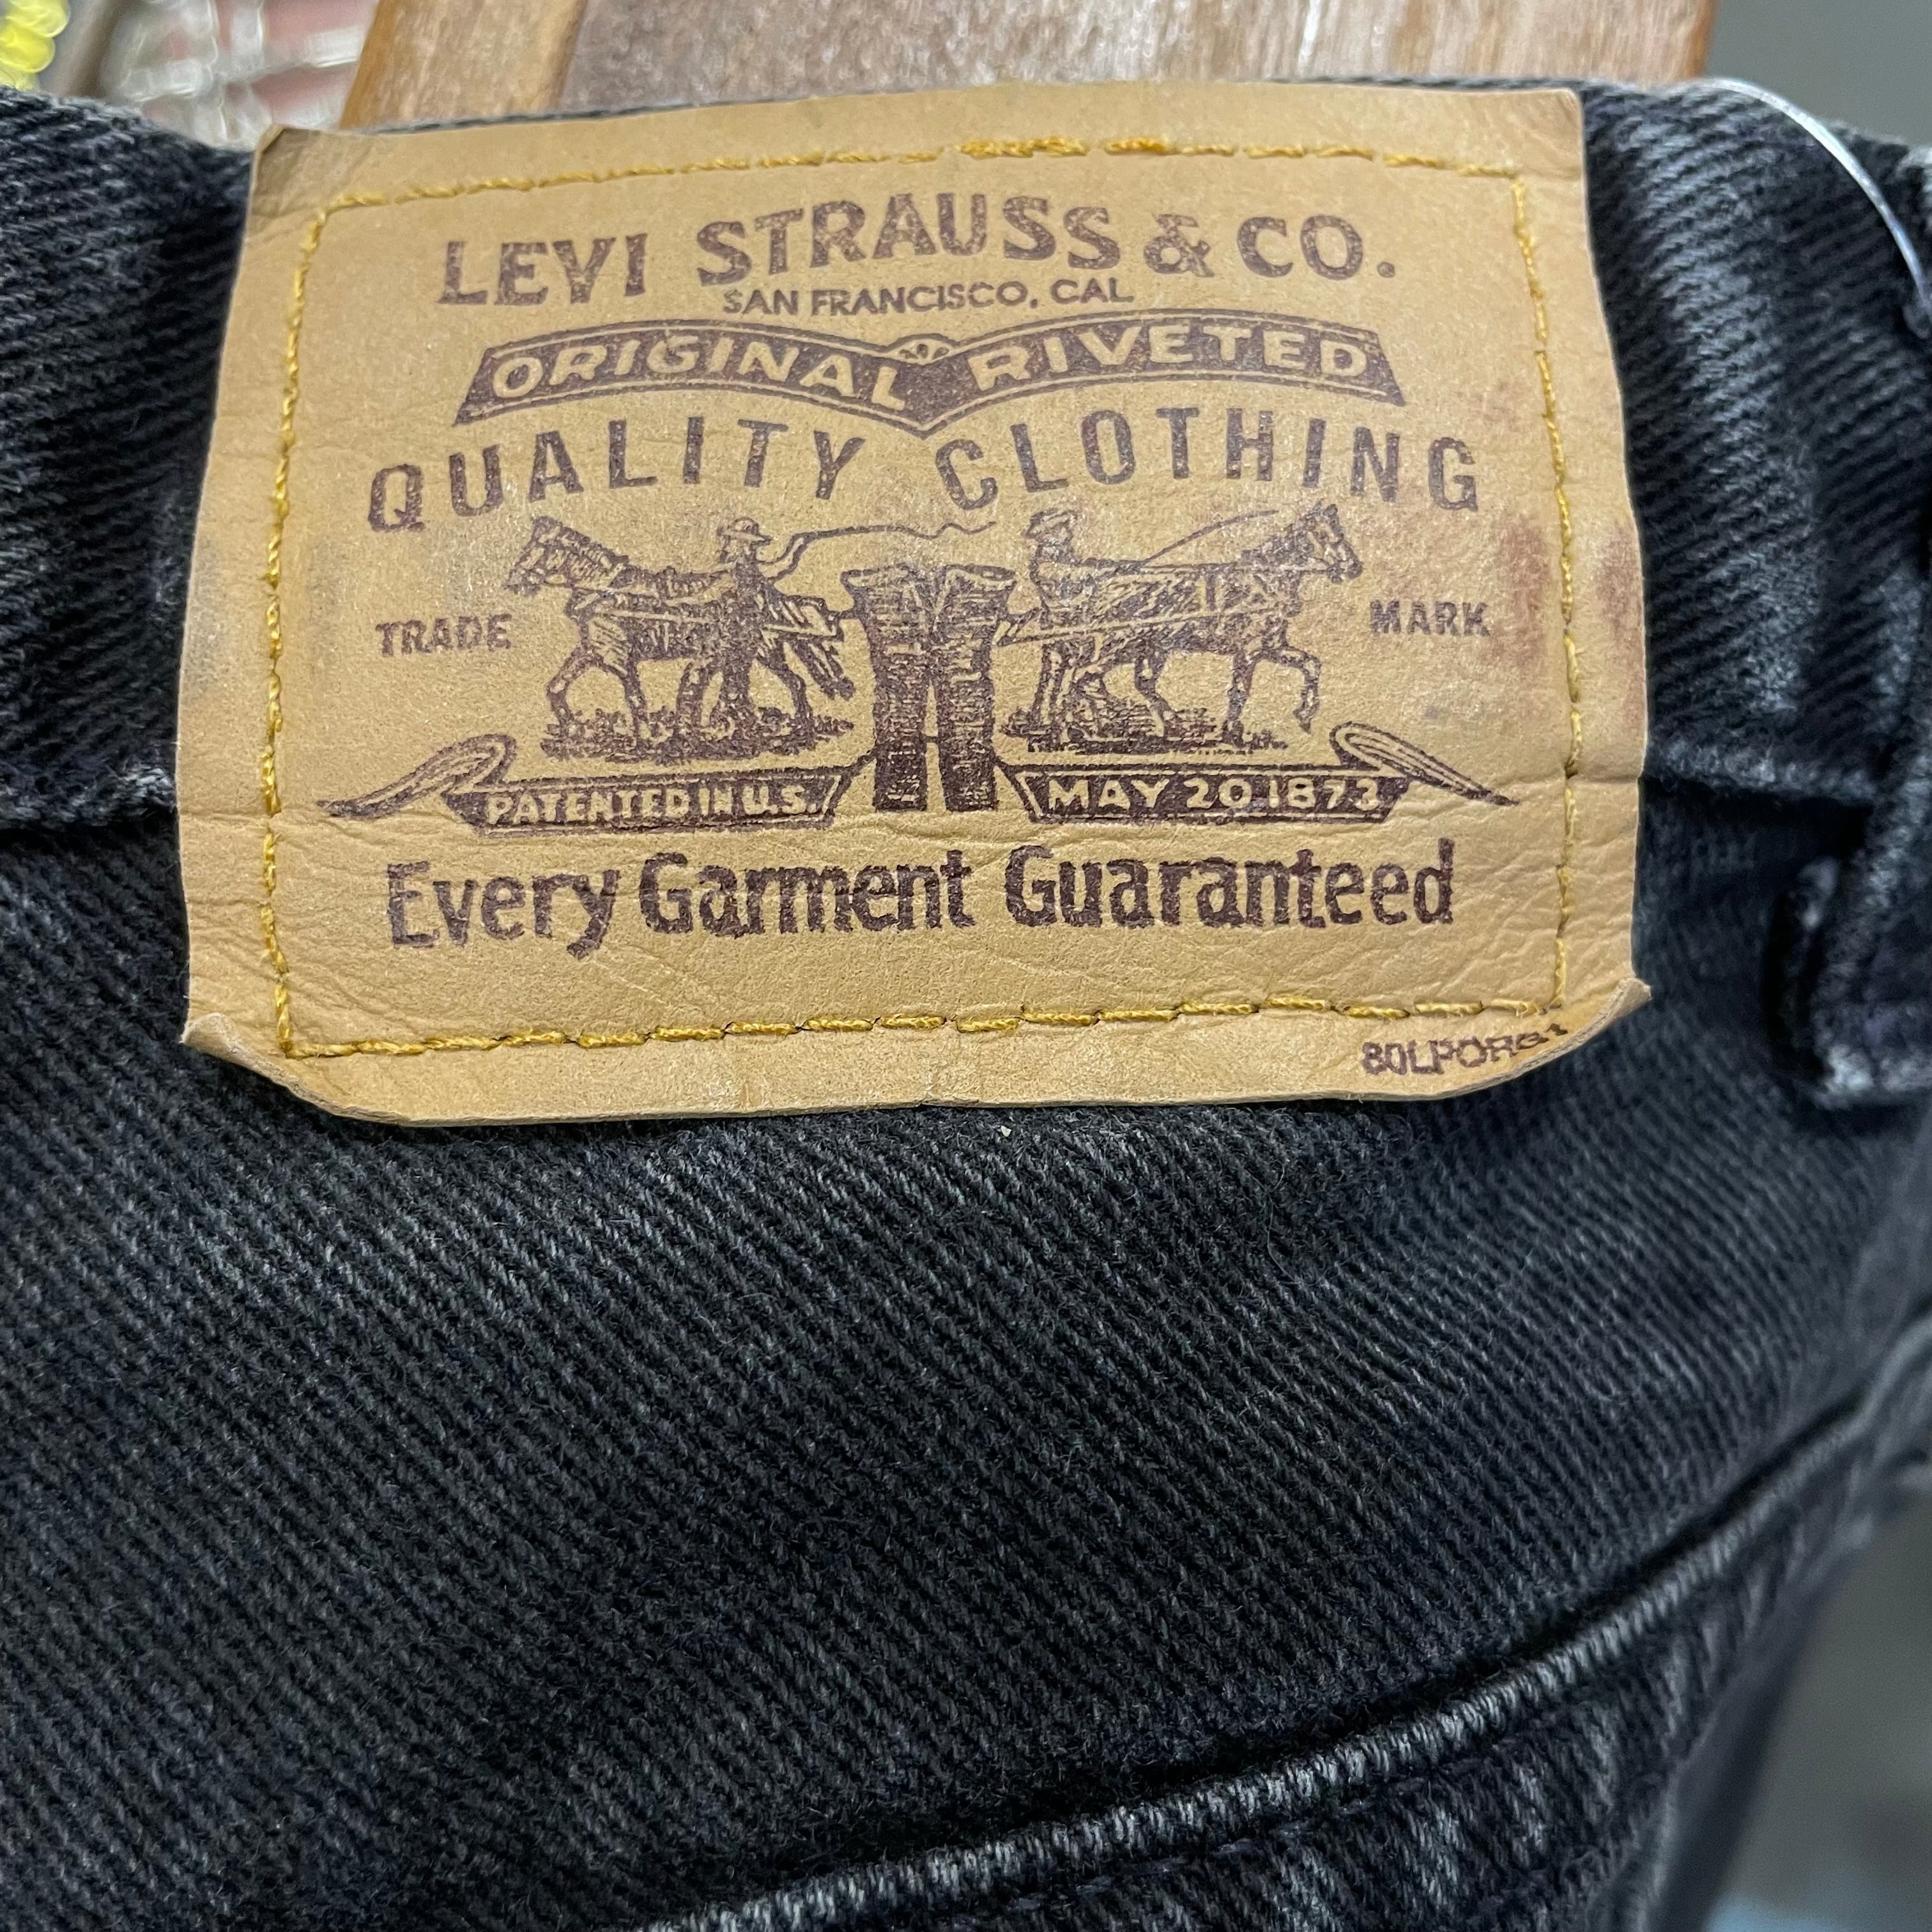 LEVI STRAUSS & CO.
SAN FRANCISCO, CAL
ORIGINAL RIVETED
QUALITY CLOTHING
TRADE MARK
PATENTED IN U.S. MAY 20 1873
Every Garment Guaranteed